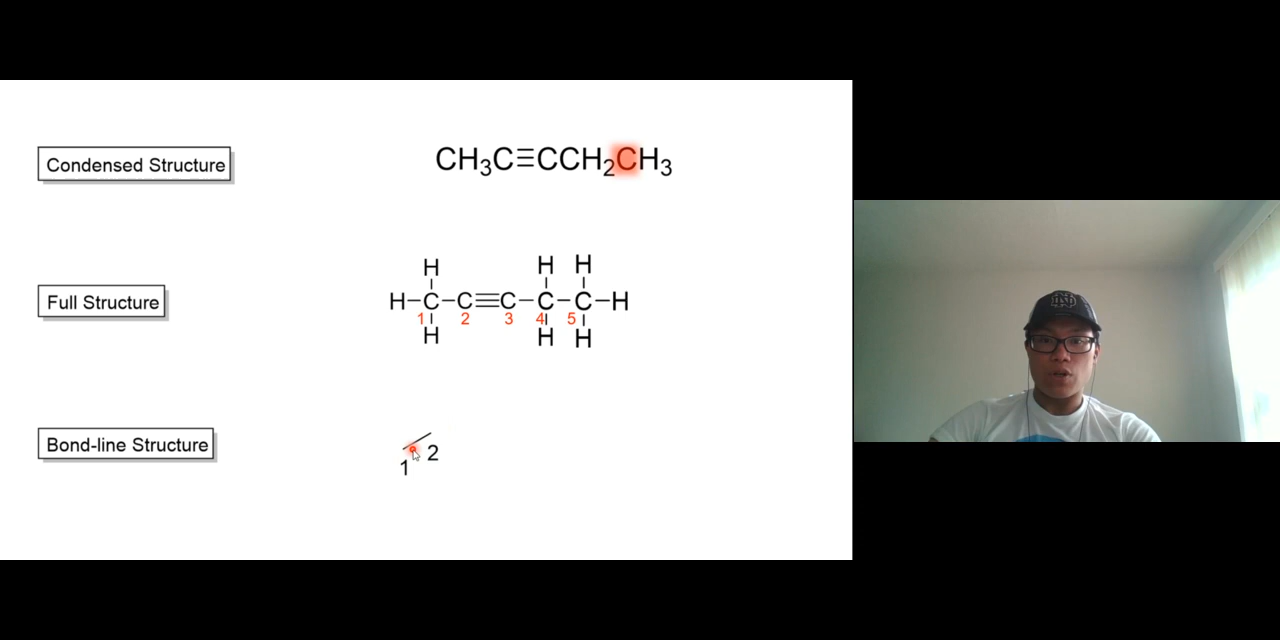 Condensed Structure
CH₃C≡CCH₂CH₃
H H H
Full Structure
H–C–C≡C–C–C–H
1 2 3 4 5
H H H
Bond-line Structure
1 2